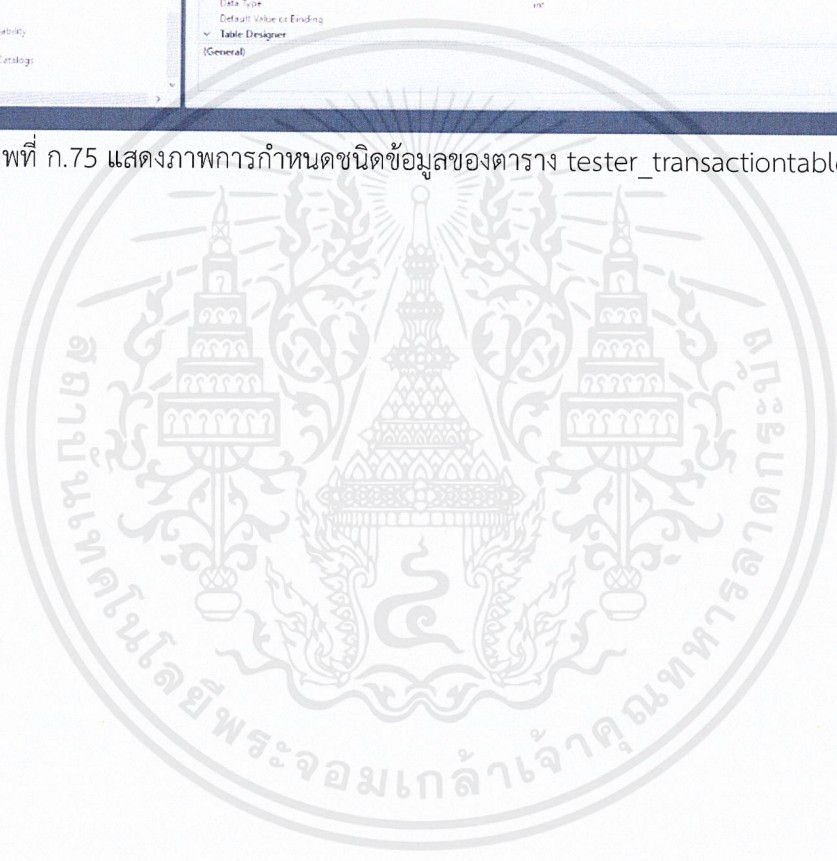 Data Type int
ability
Default Value or Binding
Table Designer
Catalogs
(General)
พที่ ก.75 แสดงภาพการกำหนดชนิดข้อมูลของตาราง tester_transactiontable
สถาบันเทคโนโลยีพระจอมเกล้าเจ้าคุณทหารลาดกระบัง
๔